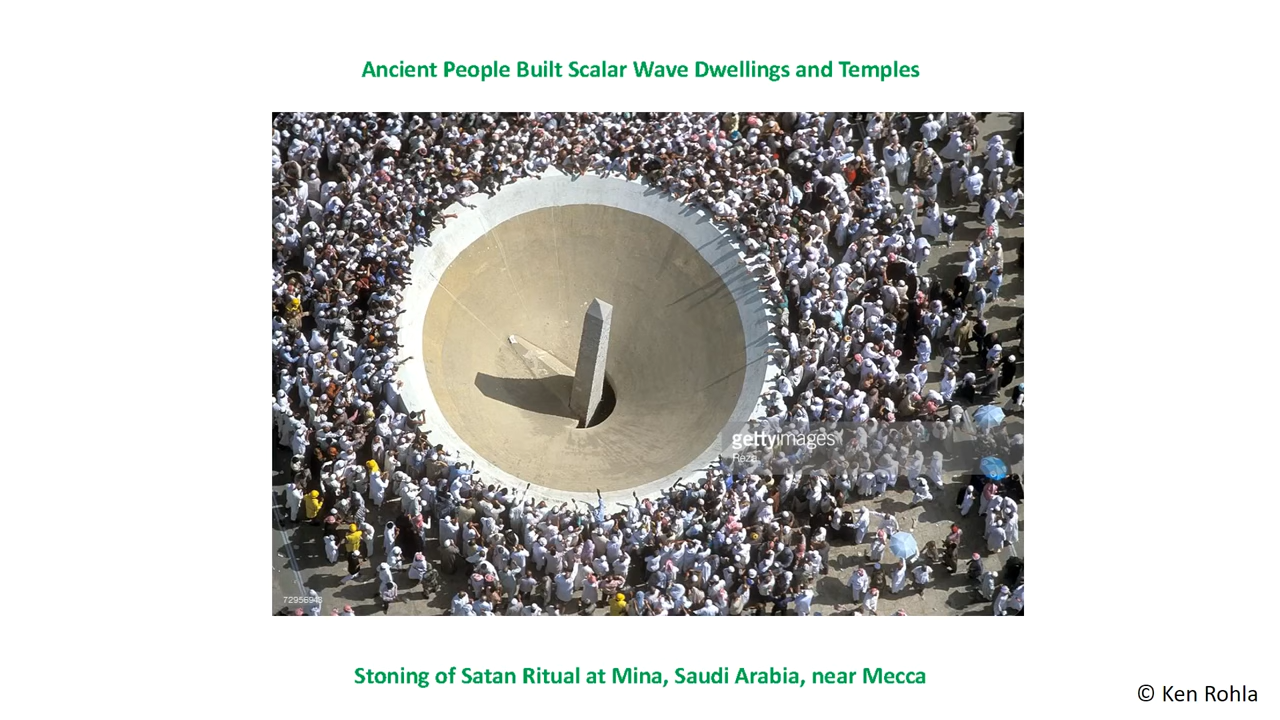 Ancient People Built Scalar Wave Dwellings and Temples
gettyimages
Reza
Stoning of Satan Ritual at Mina, Saudi Arabia, near Mecca
© Ken Rohla